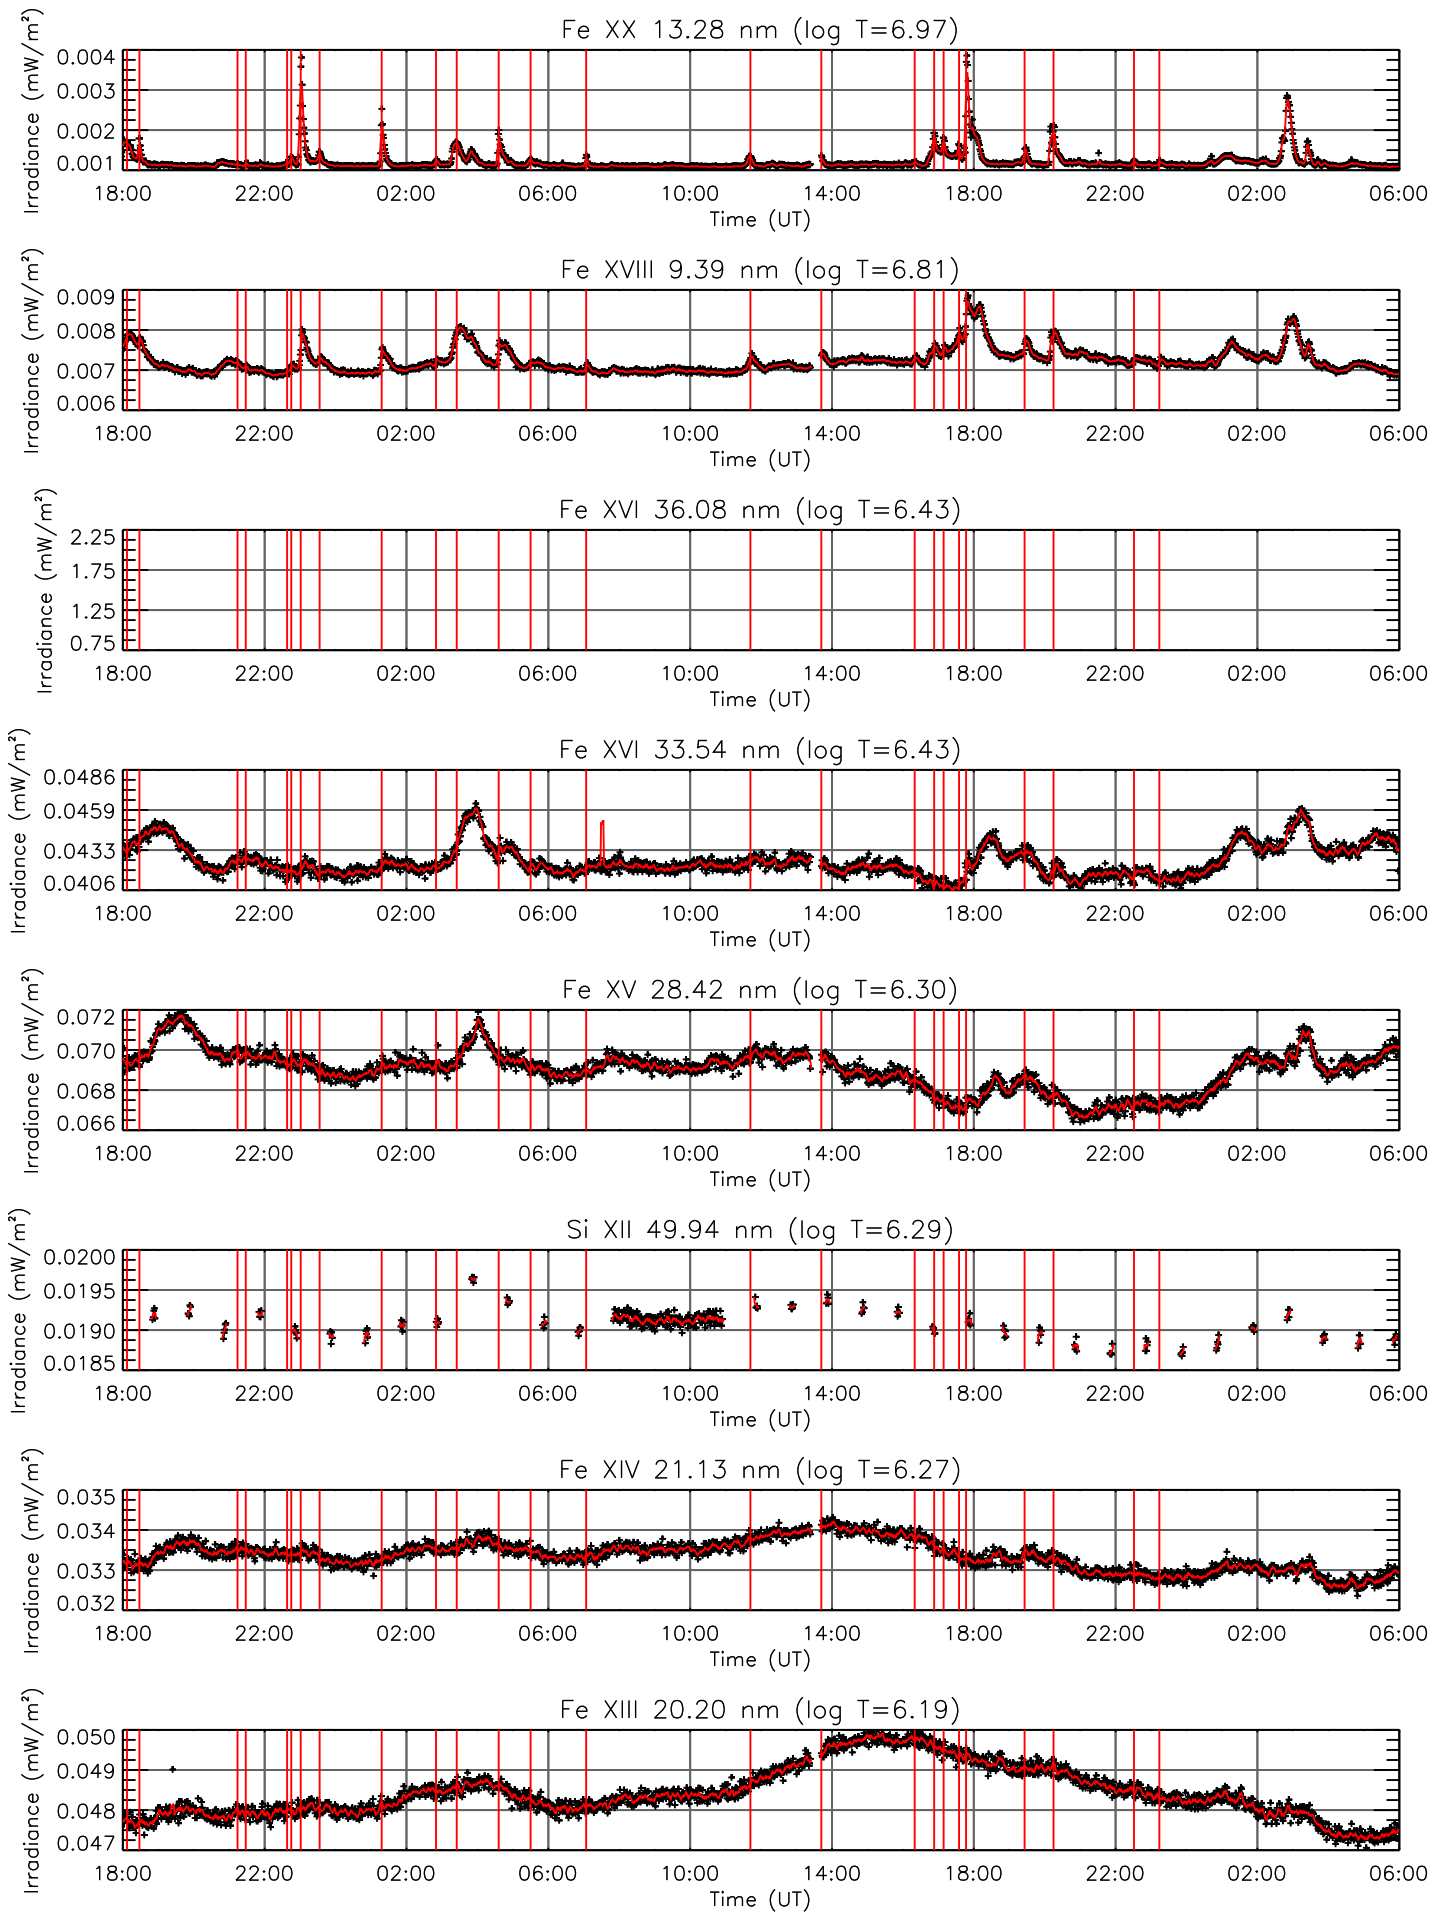 Fe XX 13.28 nm (log T=6.97)
Irradiance (mW/m²)
0.004
0.003
0.002
0.001
18:00 22:00 02:00 06:00 10:00 14:00 18:00 22:00 02:00 06:00
Time (UT)
Fe XVIII 9.39 nm (log T=6.81)
Irradiance (mW/m²)
0.009
0.008
0.007
0.006
18:00 22:00 02:00 06:00 10:00 14:00 18:00 22:00 02:00 06:00
Time (UT)
Fe XVI 36.08 nm (log T=6.43)
Irradiance (mW/m²)
2.25
1.75
1.25
0.75
18:00 22:00 02:00 06:00 10:00 14:00 18:00 22:00 02:00 06:00
Time (UT)
Fe XVI 33.54 nm (log T=6.43)
Irradiance (mW/m²)
0.0486
0.0459
0.0433
0.0406
18:00 22:00 02:00 06:00 10:00 14:00 18:00 22:00 02:00 06:00
Time (UT)
Fe XV 28.42 nm (log T=6.30)
Irradiance (mW/m²)
0.072
0.070
0.068
0.066
18:00 22:00 02:00 06:00 10:00 14:00 18:00 22:00 02:00 06:00
Time (UT)
Si XII 49.94 nm (log T=6.29)
Irradiance (mW/m²)
0.0200
0.0195
0.0190
0.0185
18:00 22:00 02:00 06:00 10:00 14:00 18:00 22:00 02:00 06:00
Time (UT)
Fe XIV 21.13 nm (log T=6.27)
Irradiance (mW/m²)
0.035
0.034
0.033
0.032
18:00 22:00 02:00 06:00 10:00 14:00 18:00 22:00 02:00 06:00
Time (UT)
Fe XIII 20.20 nm (log T=6.19)
Irradiance (mW/m²)
0.050
0.049
0.048
0.047
18:00 22:00 02:00 06:00 10:00 14:00 18:00 22:00 02:00 06:00
Time (UT)